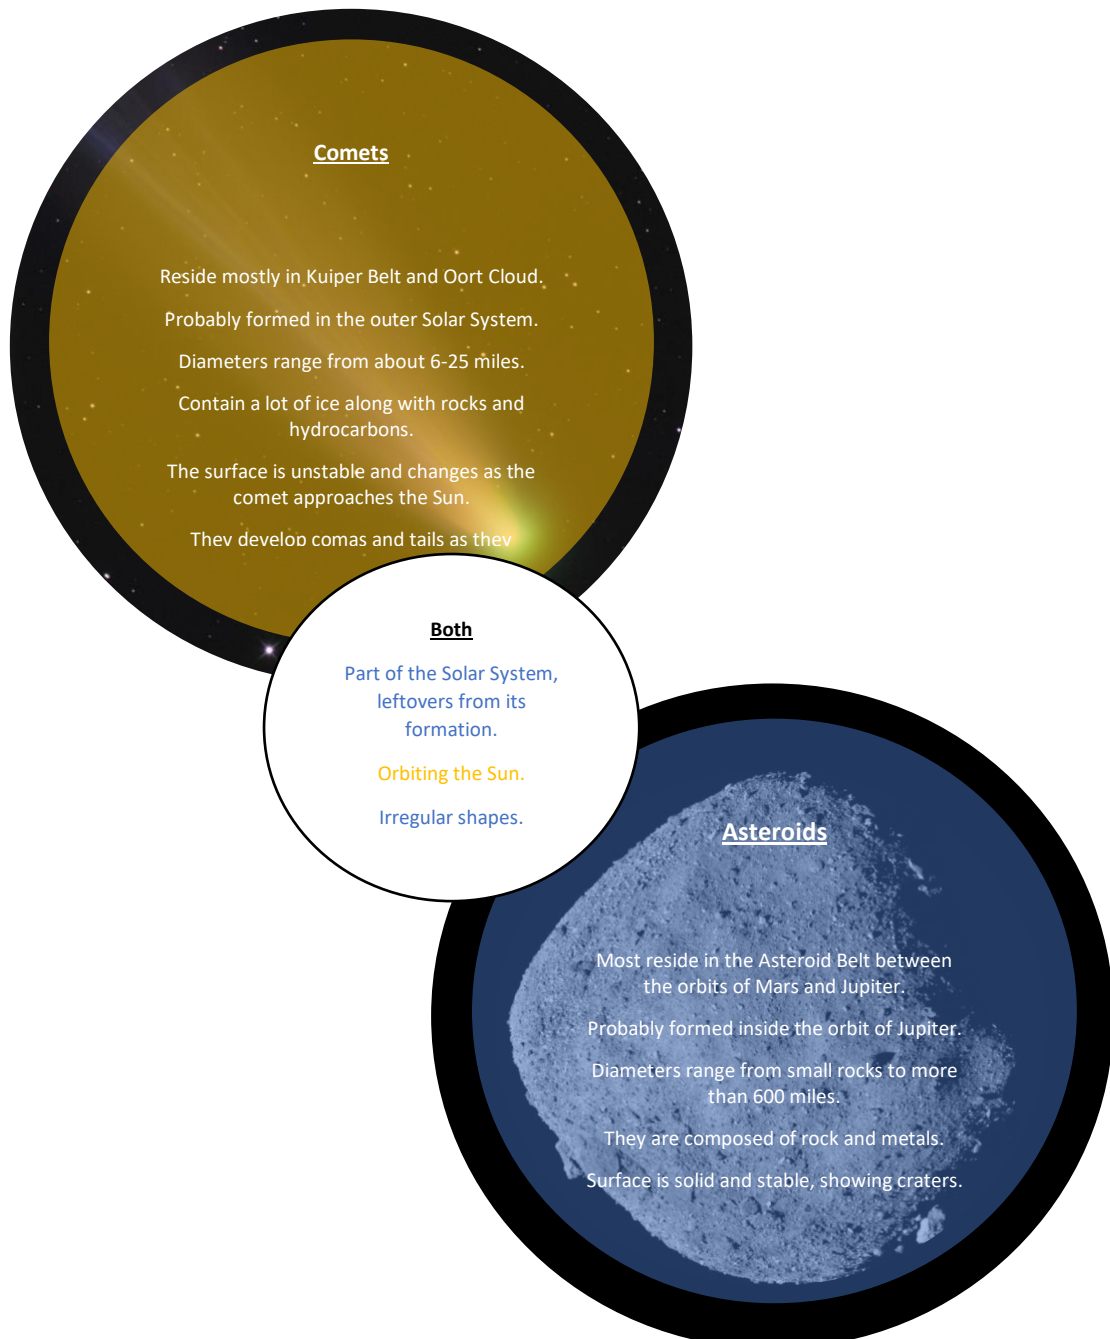 Comets
Reside mostly in Kuiper Belt and Oort Cloud.
Probably formed in the outer Solar System.
Diameters range from about 6-25 miles.
Contain a lot of ice along with rocks and
hydrocarbons.
The surface is unstable and changes as the
comet approaches the Sun.
They develop comas and tails as they
Both
Part of the Solar System,
leftovers from its
formation.
Orbiting the Sun.
Irregular shapes.
Asteroids
Most reside in the Asteroid Belt between
the orbits of Mars and Jupiter.
Probably formed inside the orbit of Jupiter.
Diameters range from small rocks to more
than 600 miles.
They are composed of rock and metals.
Surface is solid and stable, showing craters.